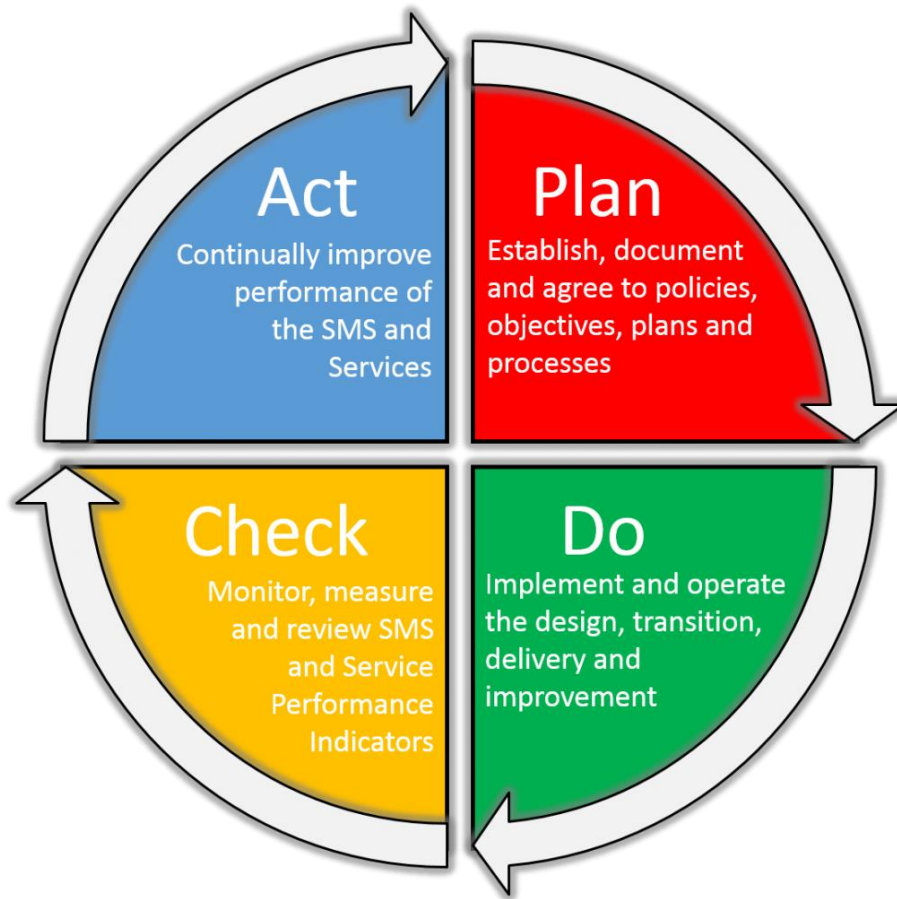 Act
Continually improve
performance of
the SMS and
Services
Plan
Establish, document
and agree to policies,
objectives, plans and
processes
Check
Monitor, measure
and review SMS
and Service
Performance
Indicators
Do
Implement and operate
the design, transition,
delivery and
improvement